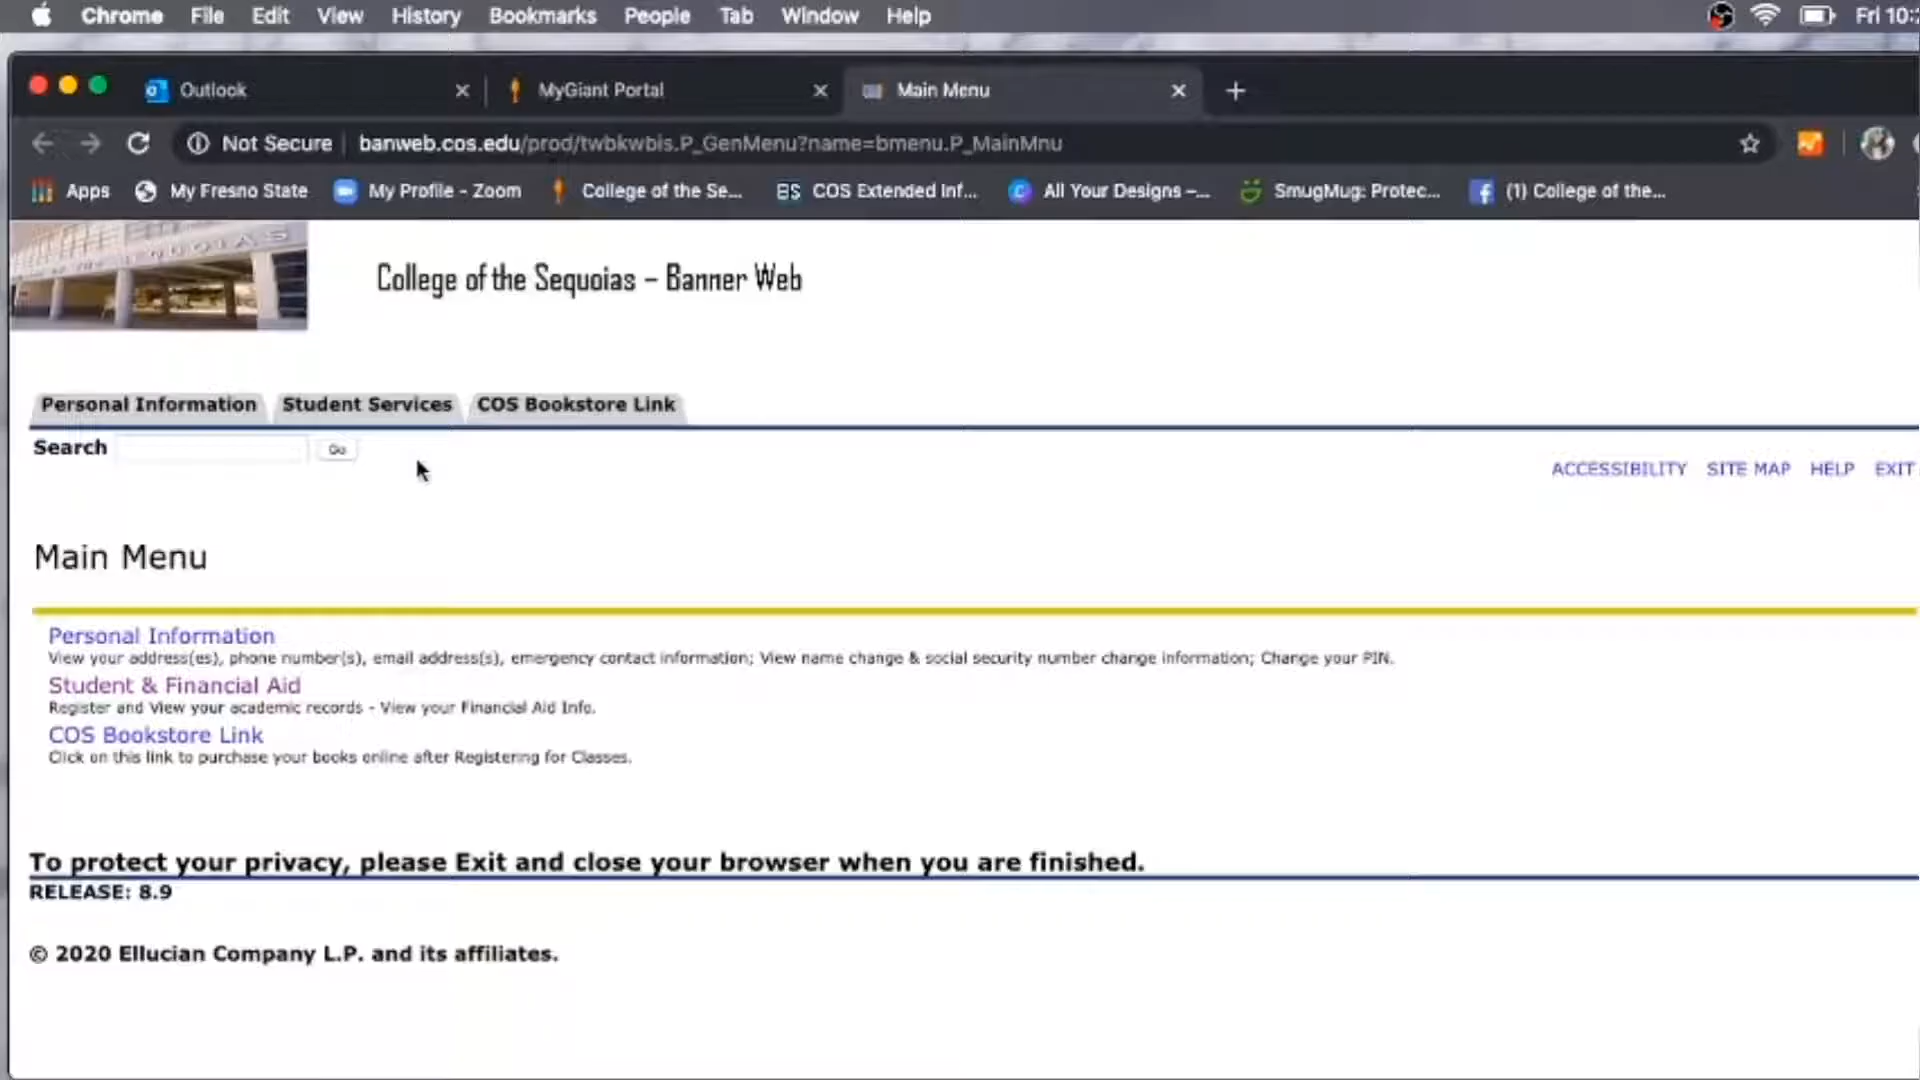 Chrome File Edit View History Bookmarks People Tab Window Help Fri 10:
Outlook MyGiant Portal Main Menu
Not Secure banweb.cos.edu/prod/twbkwbis.P_GenMenu?name=bmenu.P_MainMnu
Apps My Fresno State My Profile - Zoom College of the Se... ES COS Extended Inf... All Your Designs –... SmugMug: Protec... (1) College of the...
College of the Sequoias – Banner Web
Personal Information Student Services COS Bookstore Link
Search Go
ACCESSIBILITY SITE MAP HELP EXIT
Main Menu
Personal Information
View your address(es), phone number(s), email address(s), emergency contact information; View name change & social security number change information; Change your PIN.
Student & Financial Aid
Register and View your academic records - View your Financial Aid Info.
COS Bookstore Link
Click on this link to purchase your books online after Registering for Classes.
To protect your privacy, please Exit and close your browser when you are finished.
RELEASE: 8.9
© 2020 Ellucian Company L.P. and its affiliates.